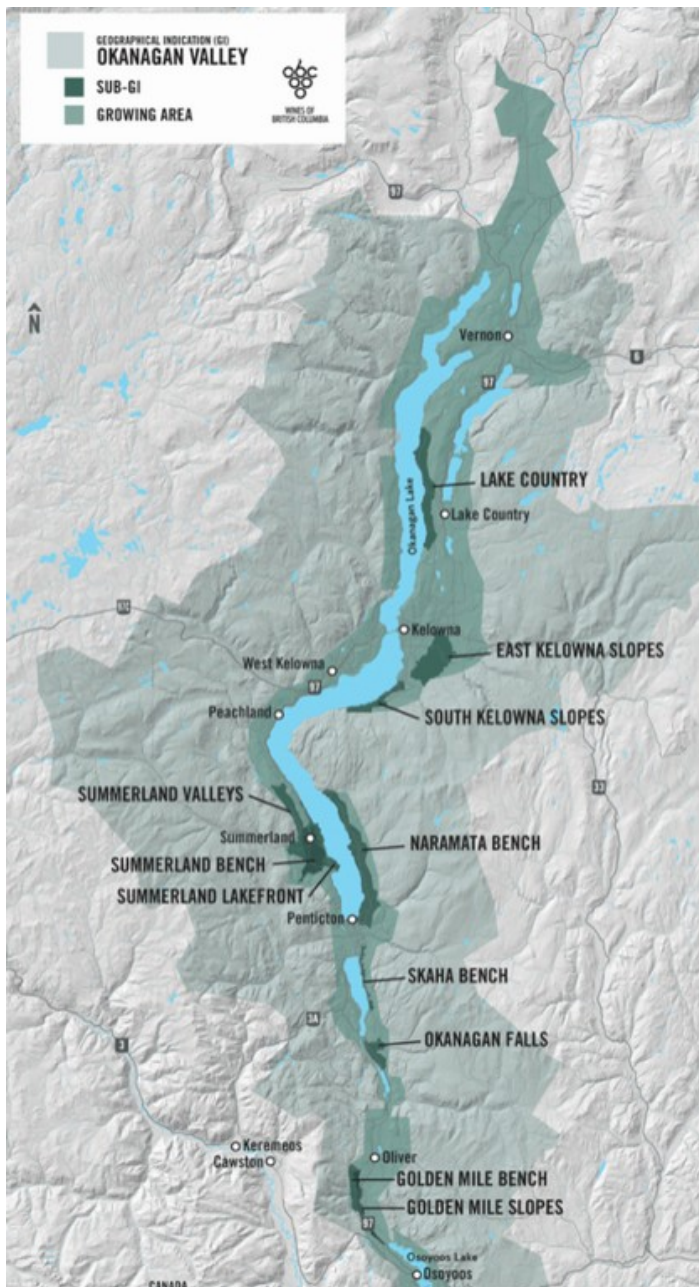 GEOGRAPHICAL INDICATION (GI)
OKANAGAN VALLEY
SUB-GI
GROWING AREA
WINES OF
BRITISH COLUMBIA
97
N
Vernon
6
97
LAKE COUNTRY
Okanagan Lake
Lake Country
Kelowna
EAST KELOWNA SLOPES
West Kelowna
97
Peachland
SOUTH KELOWNA SLOPES
33
SUMMERLAND VALLEYS
Summerland
NARAMATA BENCH
SUMMERLAND BENCH
SUMMERLAND LAKEFRONT
Penticton
SKAHA BENCH
3A
OKANAGAN FALLS
3
Keremeos
Cawston
Oliver
GOLDEN MILE BENCH
GOLDEN MILE SLOPES
97
Osoyoos Lake
Osoyoos
CANADA